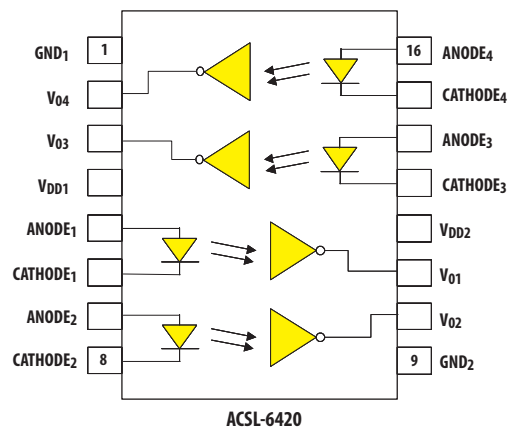 GND1 1 16 ANODE4
V04 CATHODE4
V03 ANODE3
VDD1 CATHODE3
ANODE1 VDD2
CATHODE1 V01
ANODE2 V02
CATHODE2 8 9 GND2
ACSL-6420